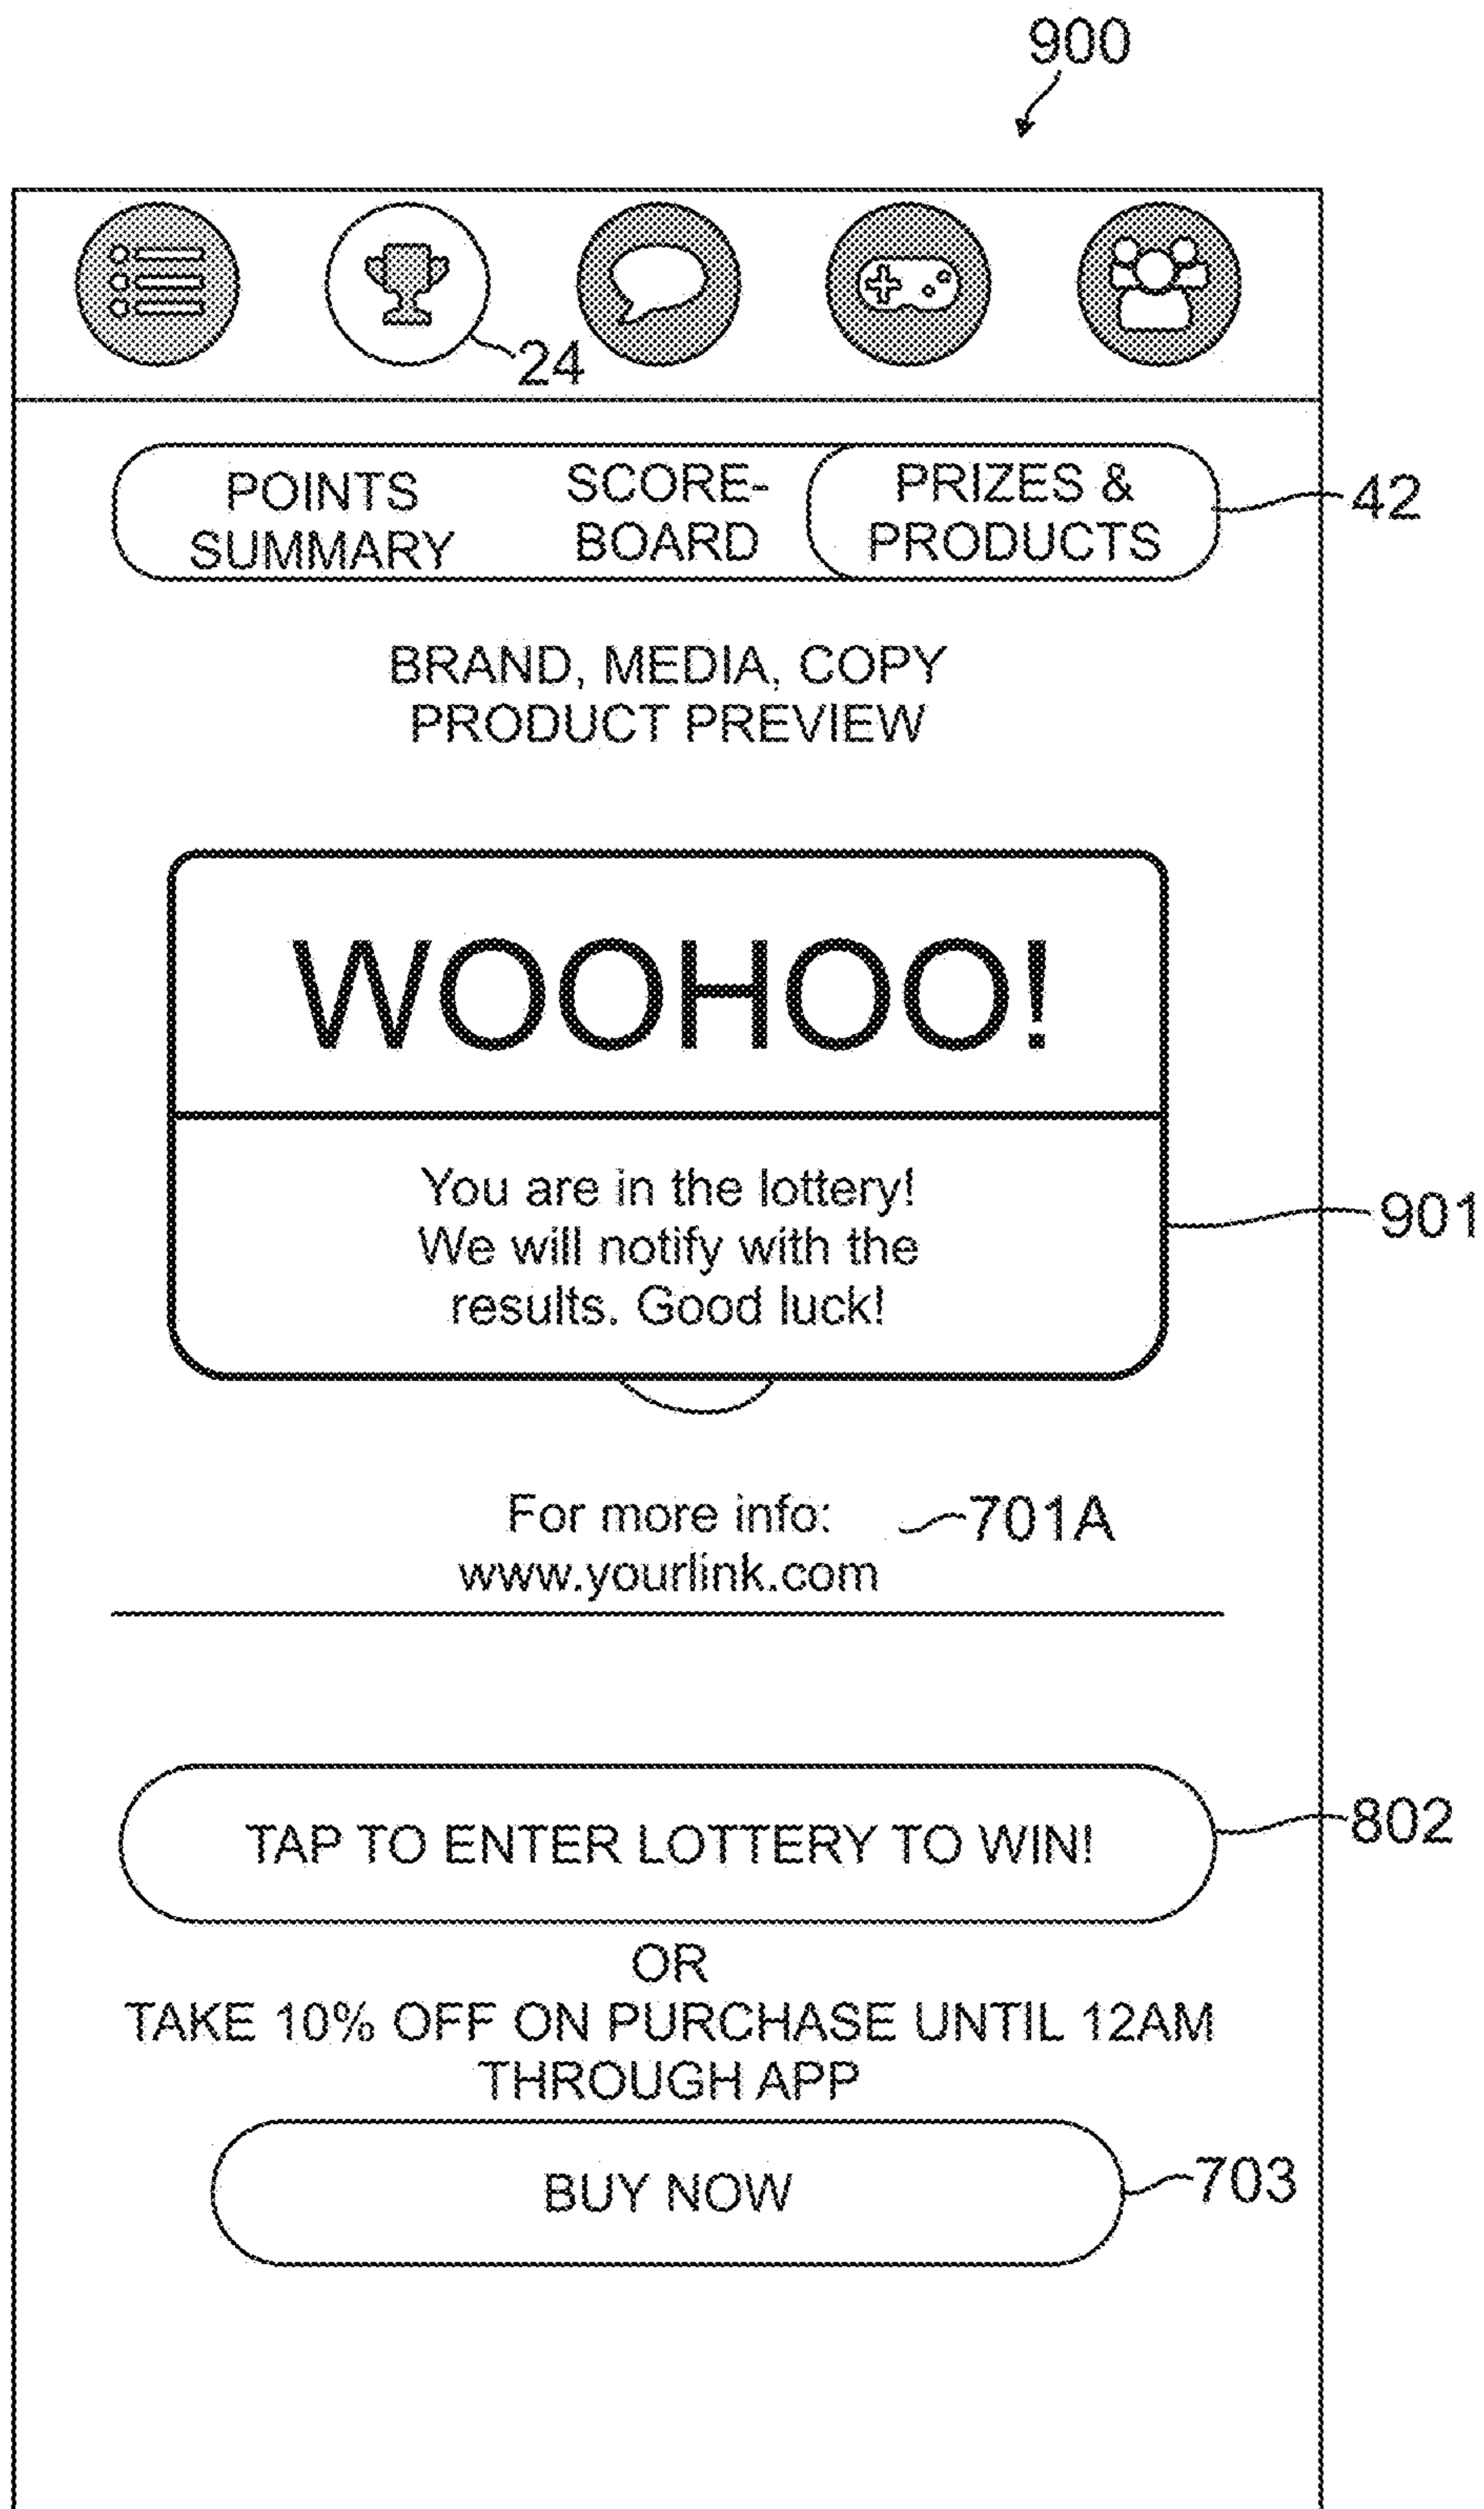 900
24
POINTS SUMMARY
SCORE-
BOARD
PRIZES &
PRODUCTS
42
BRAND, MEDIA, COPY
PRODUCT PREVIEW
WOOHOO!
You are in the lottery!
We will notify with the
results. Good luck!
901
For more info:
701A
www.yourlink.com
TAP TO ENTER LOTTERY TO WIN!
802
OR
TAKE 10% OFF ON PURCHASE UNTIL 12AM
THROUGH APP
BUY NOW
703